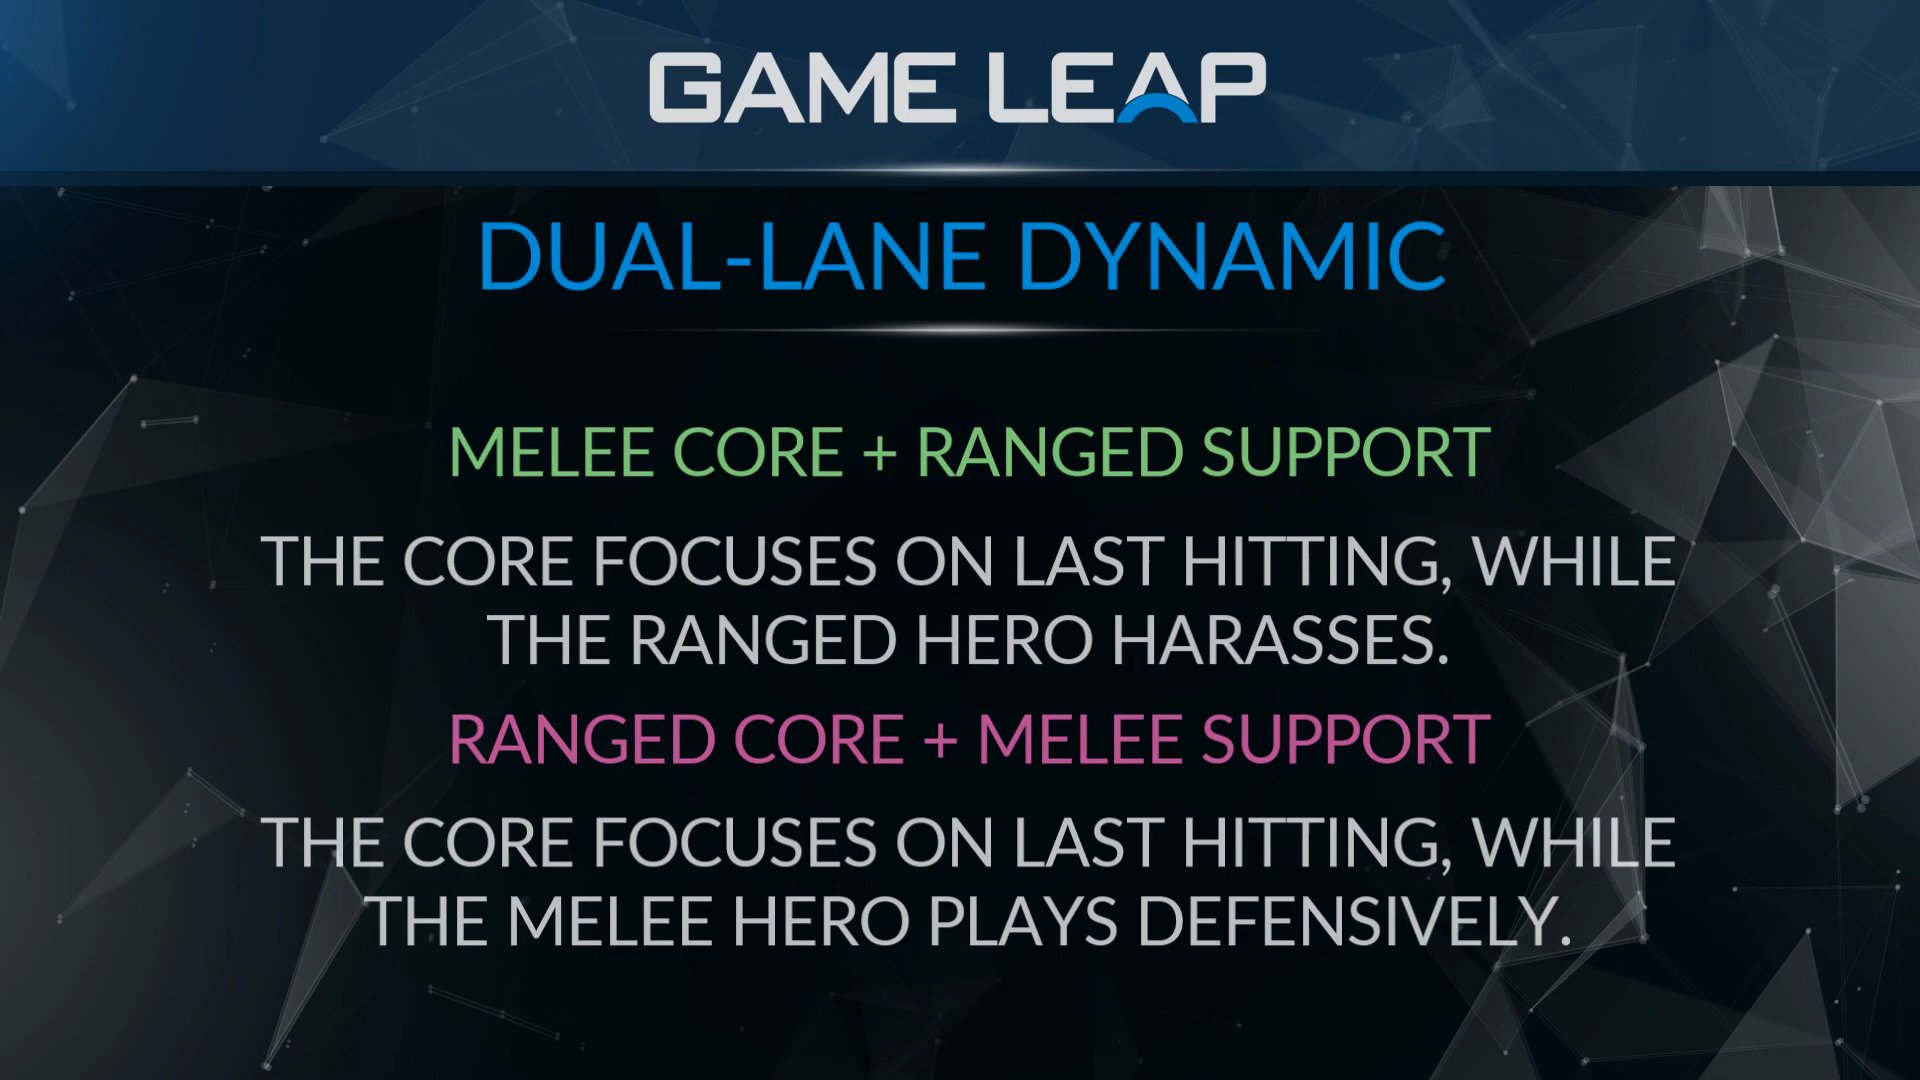 GAME LEAP
DUAL-LANE DYNAMIC
MELEE CORE + RANGED SUPPORT
THE CORE FOCUSES ON LAST HITTING, WHILE
THE RANGED HERO HARASSES.
RANGED CORE + MELEE SUPPORT
THE CORE FOCUSES ON LAST HITTING, WHILE
THE MELEE HERO PLAYS DEFENSIVELY.